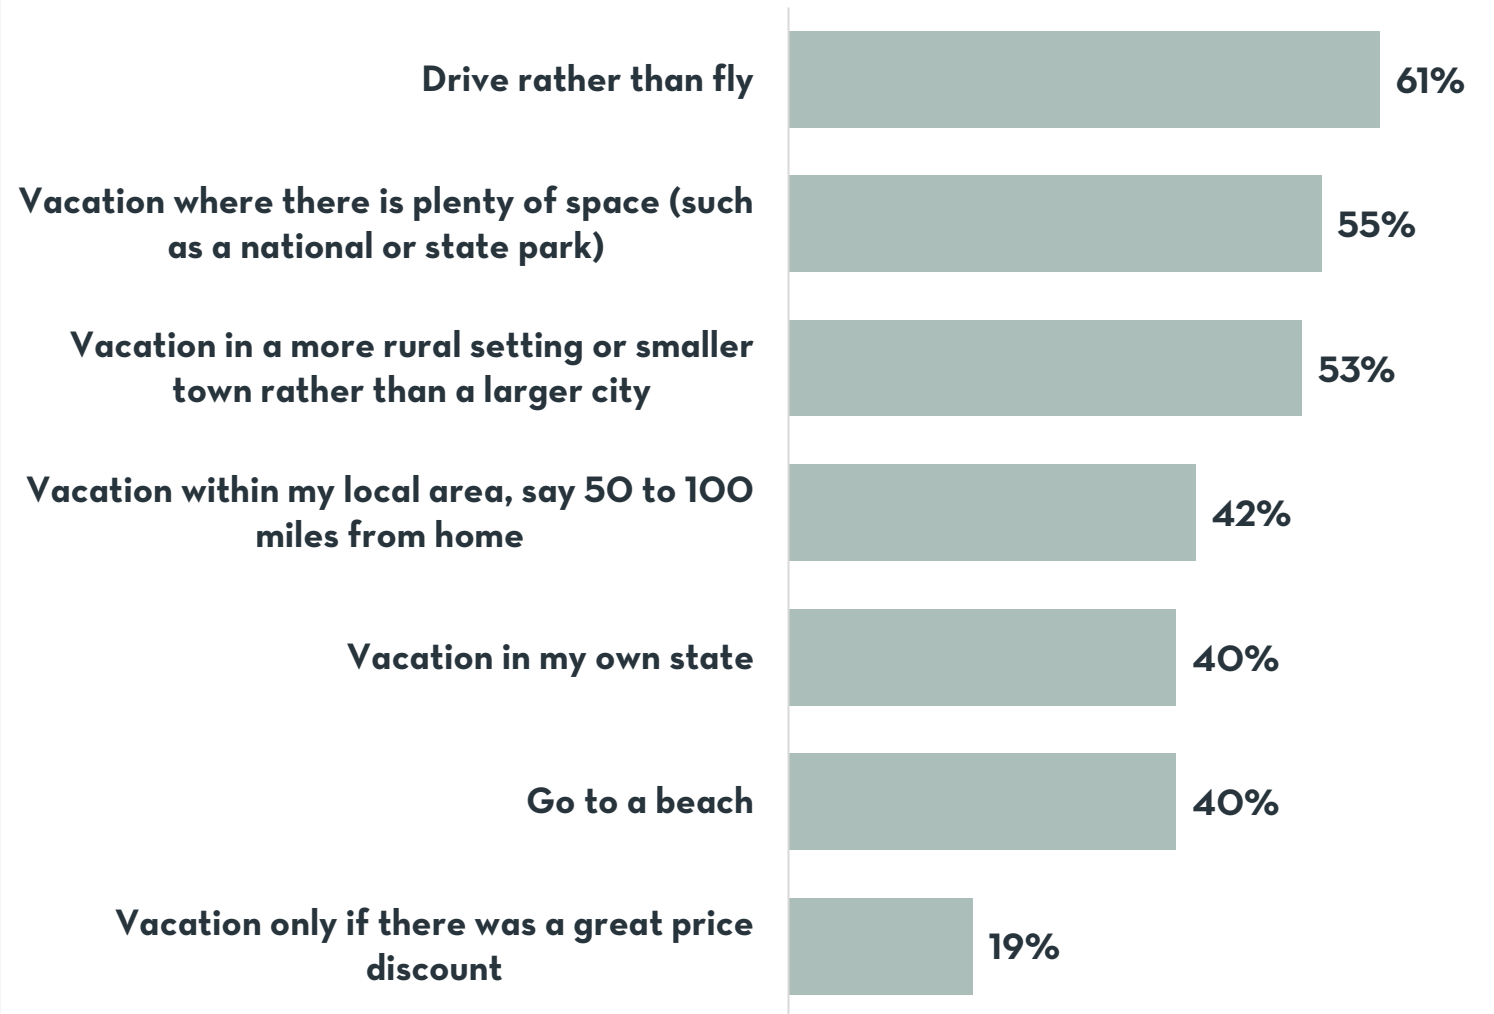 Drive rather than fly
61%
Vacation where there is plenty of space (such
as a national or state park)
55%
Vacation in a more rural setting or smaller
town rather than a larger city
53%
Vacation within my local area, say 50 to 100
miles from home
42%
Vacation in my own state
40%
Go to a beach
40%
Vacation only if there was a great price
discount
19%